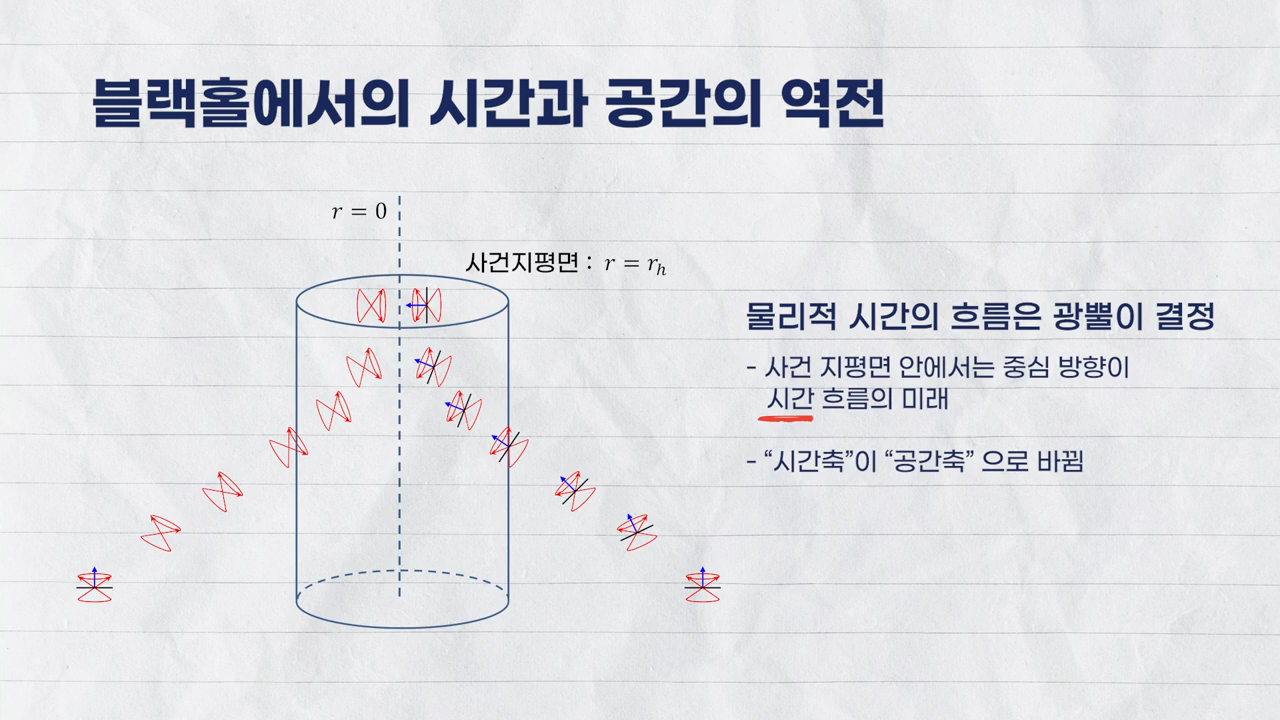 블랙홀에서의 시간과 공간의 역전
r = 0
사건지평면 : r = r_h
물리적 시간의 흐름은 광뿔이 결정
- 사건 지평면 안에서는 중심 방향이
시간 흐름의 미래
- “시간축”이 “공간축” 으로 바뀜